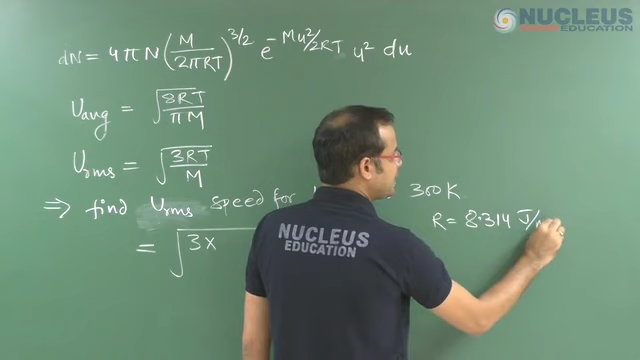 NUCLEUS
EDUCATION
dN = 4πN (M/2πRT)^3/2 e^-Mu²/2RT u² du
Uavg = √8RT/πM
Urms = √3RT/M
⇒ find Urms speed for 300 K
R = 8.314 J/
= √3×
NUCLEUS
EDUCATION